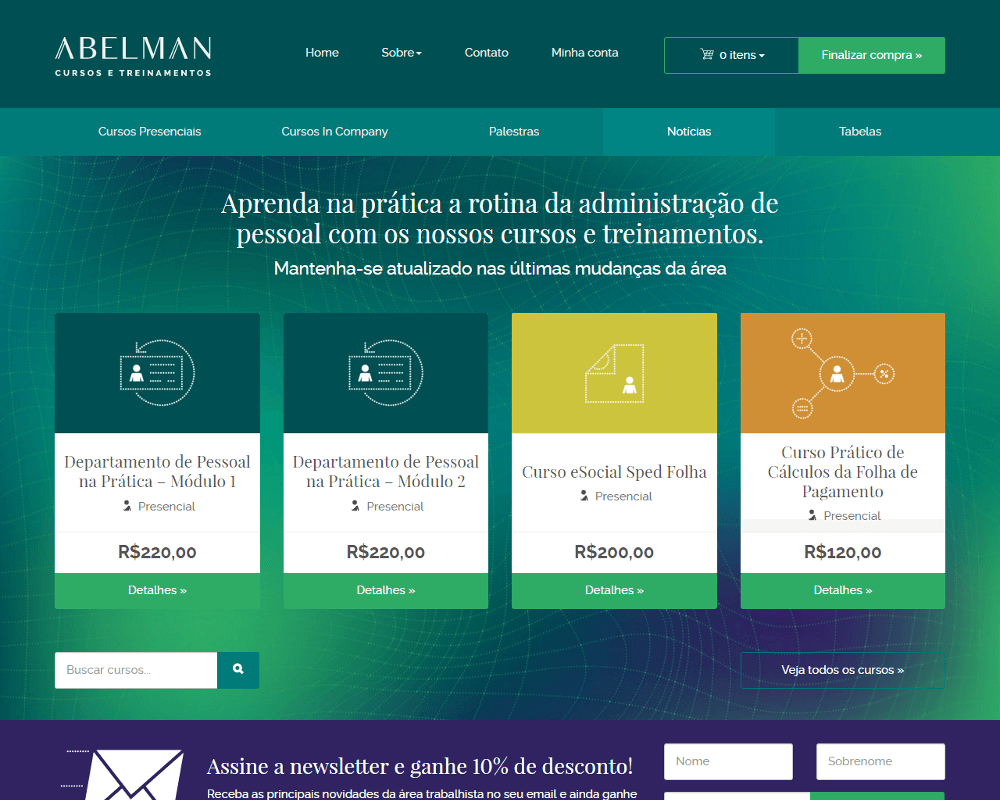 ABELMAN
CURSOS E TREINAMENTOS
Home
Sobre
Contato
Minha conta
0 itens
Finalizar compra »
Cursos Presenciais
Cursos In Company
Palestras
Notícias
Tabelas
Aprenda na prática a rotina da administração de
pessoal com os nossos cursos e treinamentos.
Mantenha-se atualizado nas últimas mudanças da área
Departamento de Pessoal
na Prática – Módulo 1
Presencial
R$220,00
Detalhes »
Departamento de Pessoal
na Prática – Módulo 2
Presencial
R$220,00
Detalhes »
Curso eSocial Sped Folha
Presencial
R$200,00
Detalhes »
Curso Prático de
Cálculos da Folha de
Pagamento
Presencial
R$120,00
Detalhes »
Buscar cursos...
Veja todos os cursos »
Assine a newsletter e ganhe 10% de desconto!
Receba as principais novidades da área trabalhista no seu email e ainda ganhe
Nome
Sobrenome